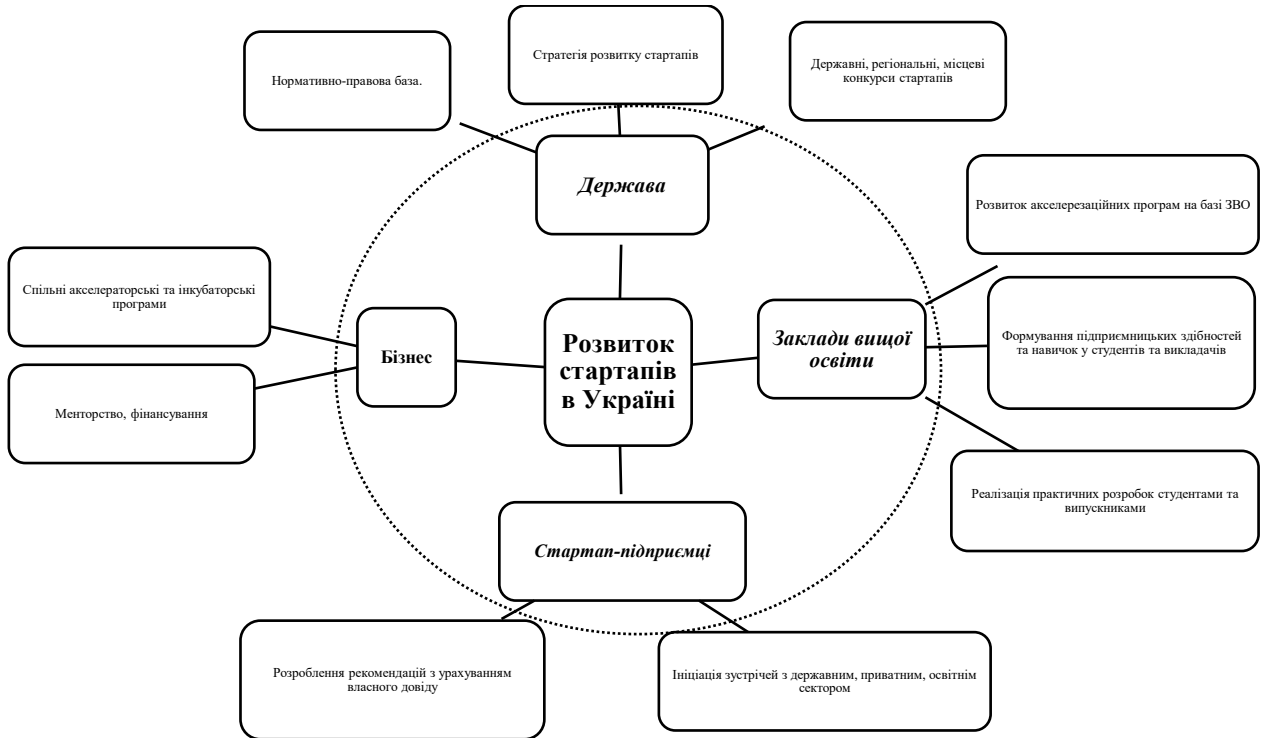 Стратегія розвитку стартапів
Нормативно-правова база.
Державні, регіональні, місцеві
конкурси стартапів
Держава
Розвиток акселерезаційних програм на базі ЗВО
Спільні акселераторські та інкубаторські
програми
Бізнес
Розвиток
стартапів
в Україні
Заклади вищої
освіти
Формування підприємницьких здібностей
та навичок у студентів та викладачів
Менторство, фінансування
Реалізація практичних розробок студентами та
випускниками
Стартап-підприємці
Розроблення рекомендацій з урахуванням
власного довіду
Ініціація зустрічей з державним, приватним, освітнім
сектором